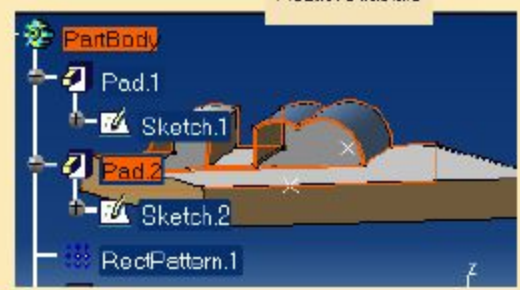 PartBody
Pad.1
Sketch.1
Pad.2
Sketch.2
RectPattern.1
z